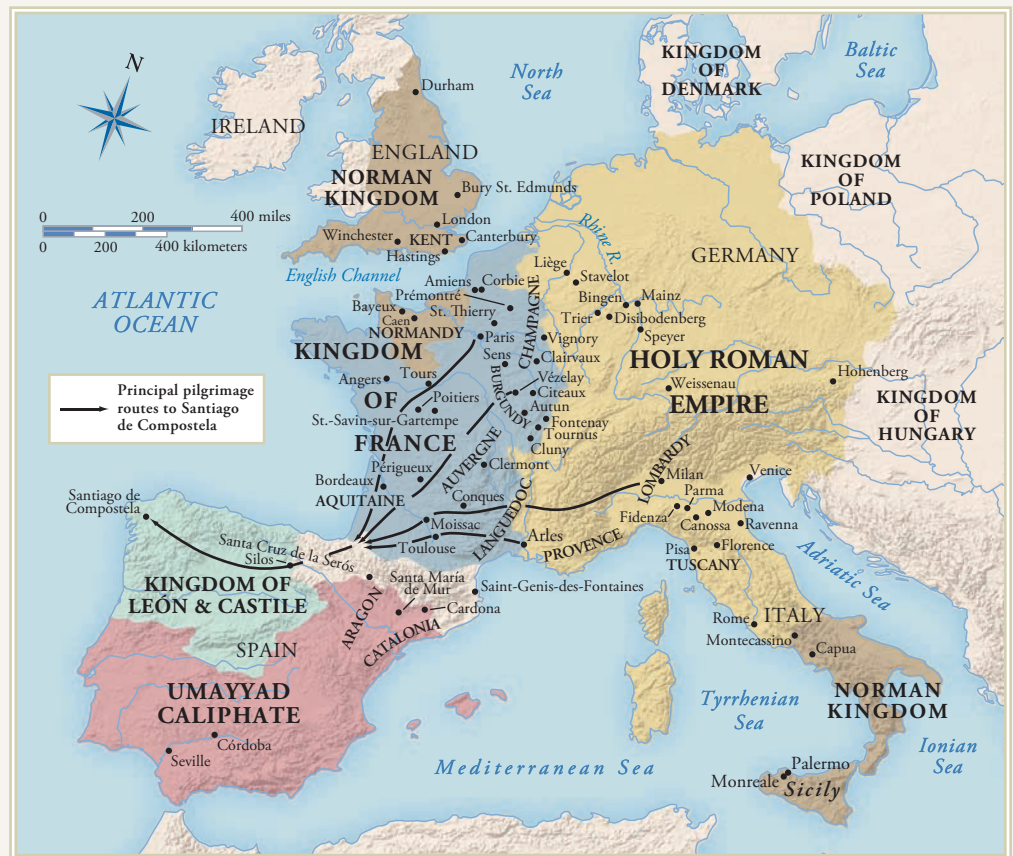 N
North
Sea
KINGDOM
OF
DENMARK
Baltic
Sea
Durham
IRELAND
ENGLAND
NORMAN
KINGDOM
KINGDOM
OF
POLAND
Bury St. Edmunds
0 200 400 miles
0 200 400 kilometers
London
Winchester
KENT
Canterbury
Hastings
Rhine R.
GERMANY
English Channel
ATLANTIC
OCEAN
Liège
Stavelot
Amiens
Corbie
Prémontré
Bingen
Mainz
Bayeux
Caen
St. Thierry
CHAMPAGNE
Trier
Disibodenberg
NORMANDY
Paris
Speyer
Vignory
KINGDOM
OF
FRANCE
Sens
Clairvaux
HOLY ROMAN
EMPIRE
Hohenberg
Weissenau
Principal pilgrimage
routes to Santiago
de Compostela
Angers
Tours
BURGUNDY
Vézelay
Citeaux
Poitiers
Autun
KINGDOM
OF
HUNGARY
St.-Savin-sur-Gartempe
Fontenay
Tournus
Cluny
AUVERGNE
Clermont
LOMBARDY
Milan
Venice
Périgueux
Bordeaux
AQUITAINE
Conques
LANGUEDOC
Parma
Modena
Fidenza
Canossa
Ravenna
Santiago de
Compostela
Moissac
Toulouse
Arles
PROVENCE
Florence
Pisa
TUSCANY
Adriatic Sea
Santa Cruz de la Serós
Silos
KINGDOM OF
LEÓN & CASTILE
Santa María
de Mur
Saint-Genis-des-Fontaines
Cardona
ARAGON
CATALONIA
SPAIN
Rome
ITALY
Montecassino
Capua
UMAYYAD
CALIPHATE
Tyrrhenian
Sea
NORMAN
KINGDOM
Córdoba
Seville
Mediterranean Sea
Ionian
Sea
Palermo
Monreale
Sicily